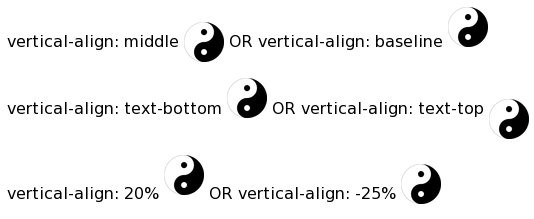 vertical-align: middle OR vertical-align: baseline
vertical-align: text-bottom OR vertical-align: text-top
vertical-align: 20% OR vertical-align: -25%